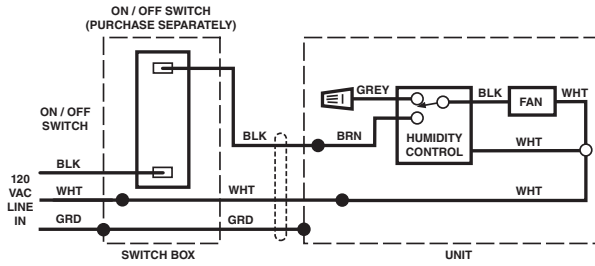 ON / OFF SWITCH
(PURCHASE SEPARATELY)
ON / OFF
SWITCH
GREY
BLK
WHT
FAN
BLK
BRN
HUMIDITY
CONTROL
WHT
BLK
120
VAC
LINE
IN
WHT
WHT
WHT
GRD
GRD
SWITCH BOX
UNIT